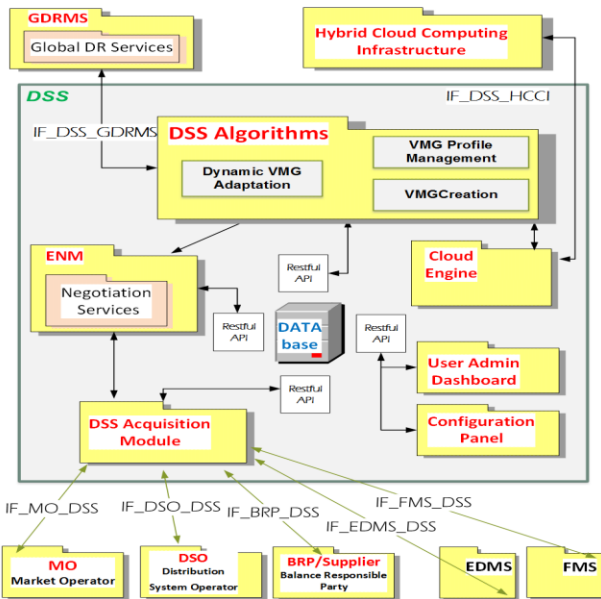 GDRMS
Global DR Services
Hybrid Cloud Computing
Infrastructure
DSS
IF_DSS_HCCI
IF_DSS_GDRMS
DSS Algorithms
Dynamic VMG
Adaptation
VMG Profile
Management
VMGCreation
ENM
Negotiation
Services
Restful
API
Cloud
Engine
Restful
API
DATA
base
Restful
API
User Admin
Dashboard
Restful
API
Configuration
Panel
DSS Acquisition
Module
IF_MO_DSS
IF_DSO_DSS
IF_BRP_DSS
IF_EDMS_DSS
IF_FMS_DSS
MO
Market Operator
DSO
Distribution
System Operator
BRP/Supplier
Balance Responsible
Party
EDMS
FMS